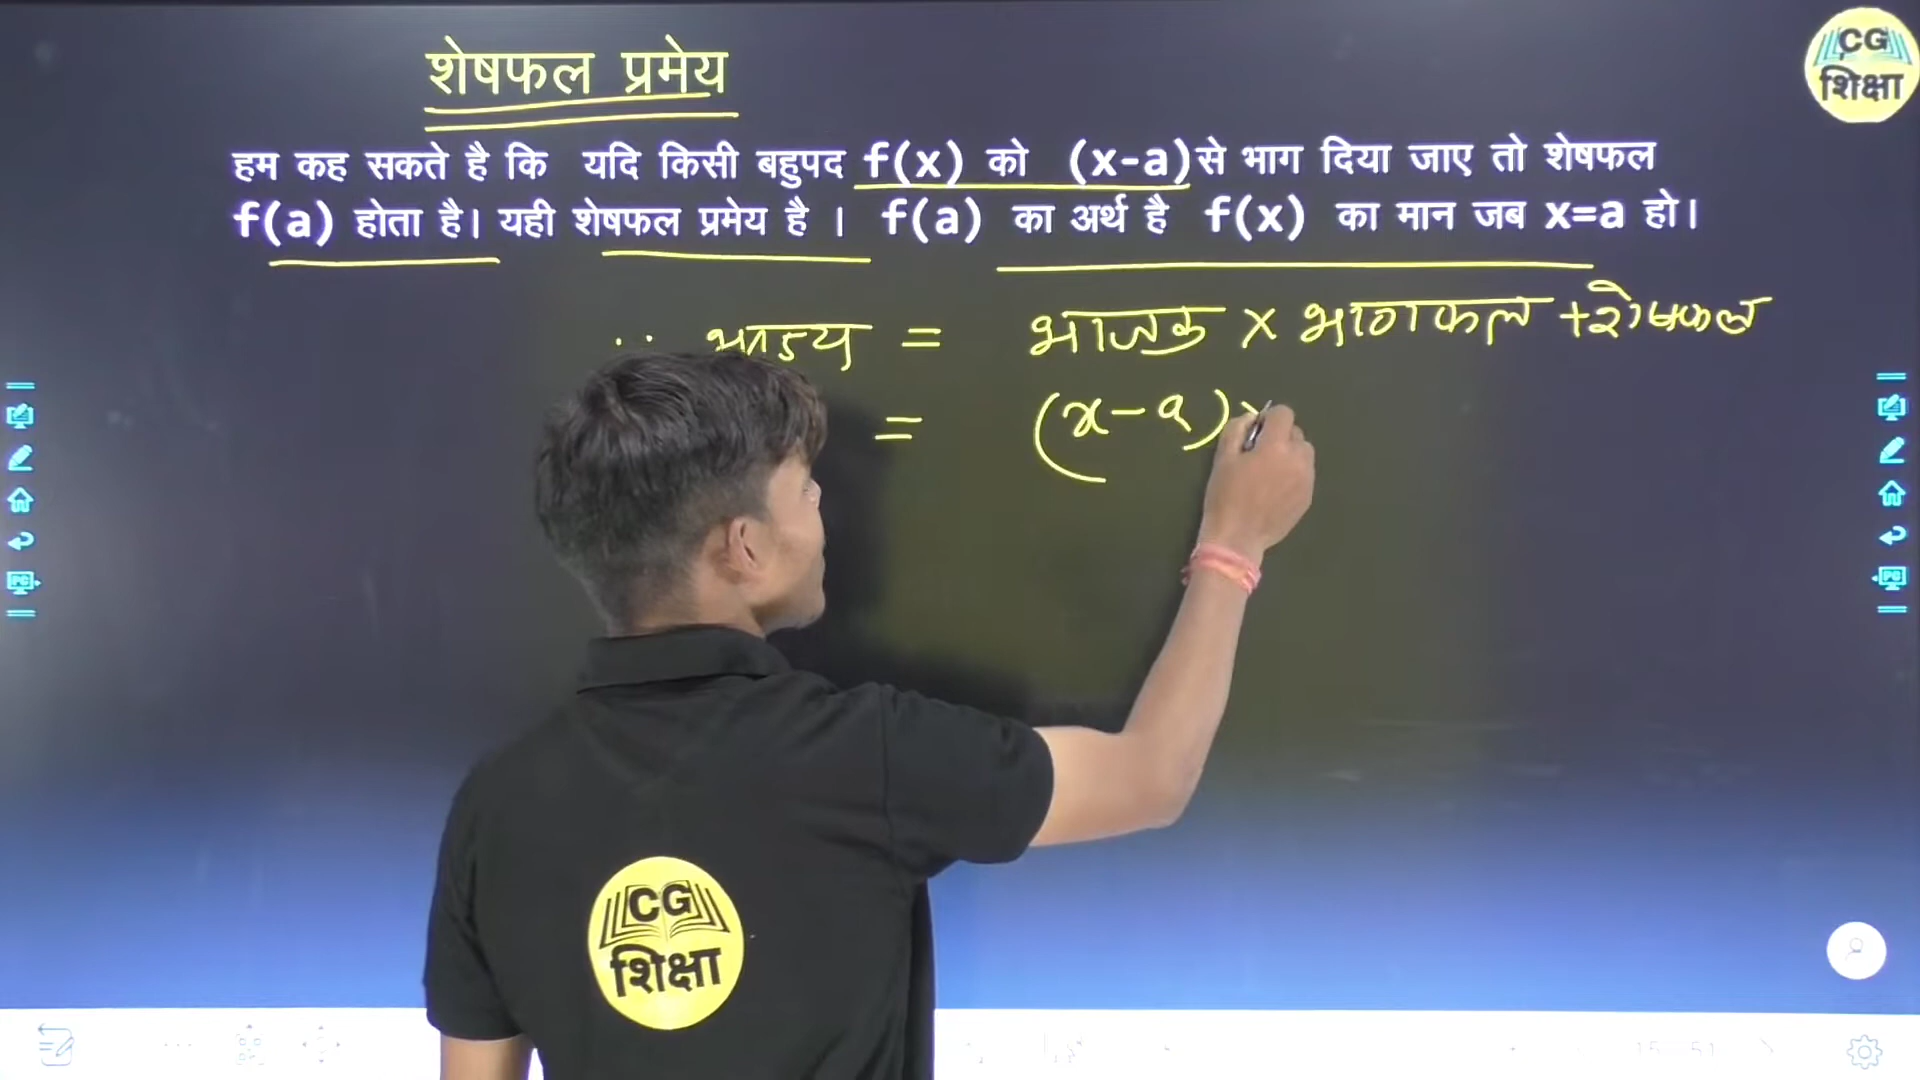 शेषफल प्रमेय
CG
शिक्षा
हम कह सकते है कि यदि किसी बहुपद f(x) को (x-a)से भाग दिया जाए तो शेषफल
f(a) होता है। यही शेषफल प्रमेय है । f(a) का अर्थ है f(x) का मान जब x=a हो।
∵ भाज्य = भाजक × भागफल + शेषफल
= (x-a) ×
CG
शिक्षा